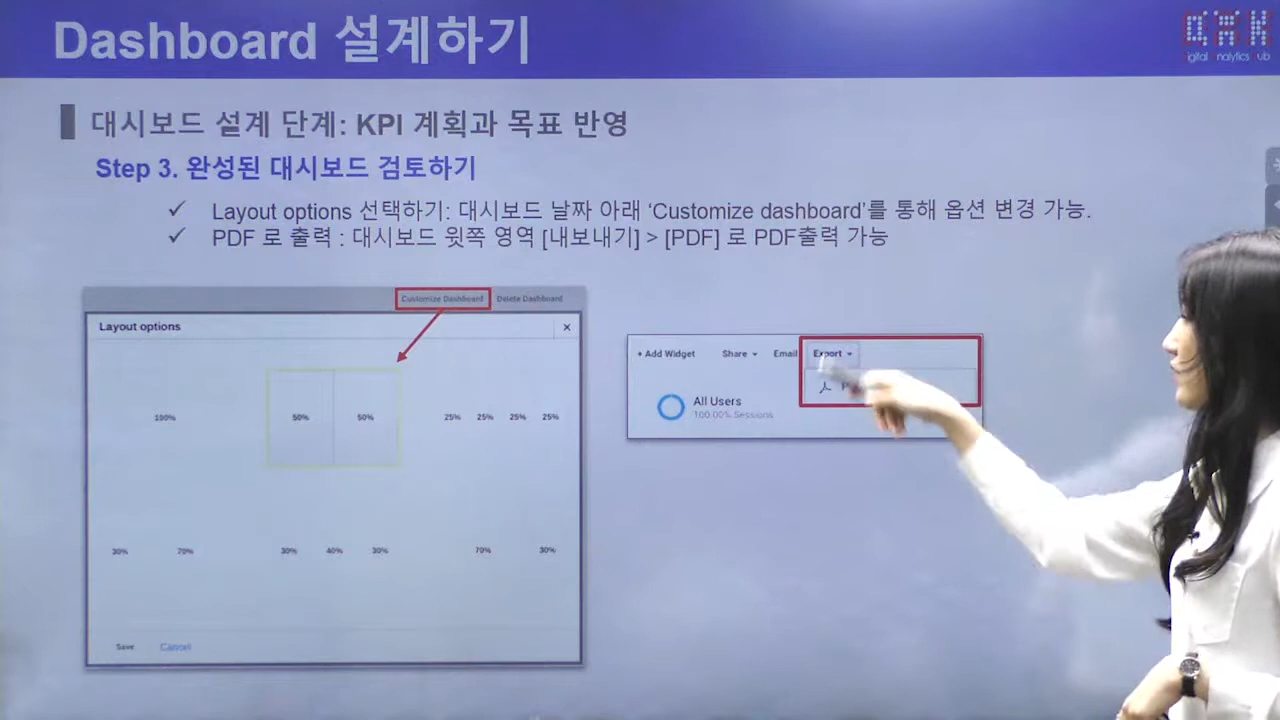 Dashboard 설계하기
DAH
Digital Analytics Hub
대시보드 설계 단계: KPI 계획과 목표 반영
Step 3. 완성된 대시보드 검토하기
✓ Layout options 선택하기: 대시보드 날짜 아래 ‘Customize dashboard’를 통해 옵션 변경 가능.
✓ PDF 로 출력 : 대시보드 윗쪽 영역 [내보내기] > [PDF] 로 PDF출력 가능
Customize Dashboard Delete Dashboard
Layout options ×
100% 50% 50% 25% 25% 25% 25%
30% 70% 30% 40% 30% 70% 30%
Save Cancel
+ Add Widget Share Email Export
All Users
100.00% Sessions